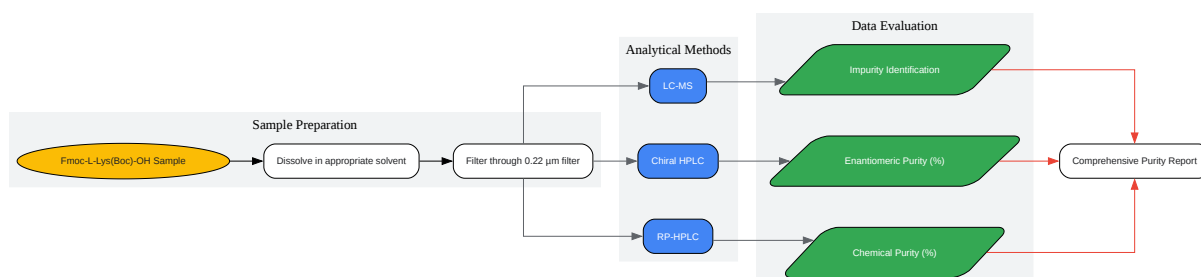 Data Evaluation
Analytical Methods
Impurity Identification
LC-MS
Sample Preparation
Fmoc-L-Lys(Boc)-OH Sample
Dissolve in appropriate solvent
Filter through 0.22 µm filter
Chiral HPLC
Enantiomeric Purity (%)
Comprehensive Purity Report
RP-HPLC
Chemical Purity (%)